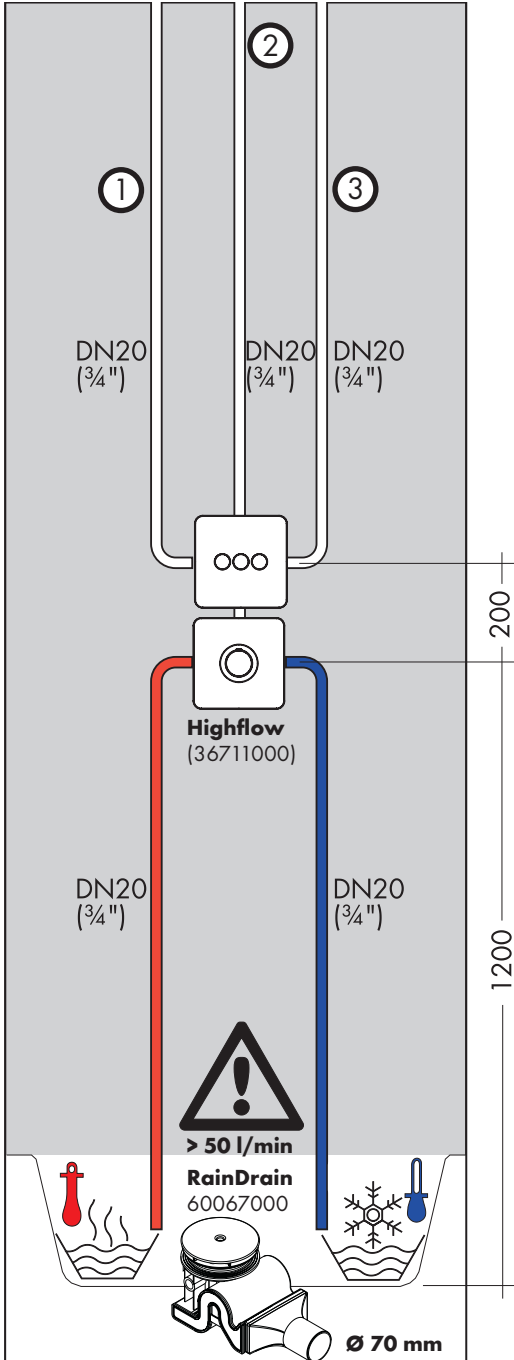 2
1
3
DN20
(¾")
DN20
(¾")
DN20
(¾")
200
Highflow
(36711000)
DN20
(¾")
DN20
(¾")
1200
> 50 l/min
RainDrain
60067000
Ø 70 mm